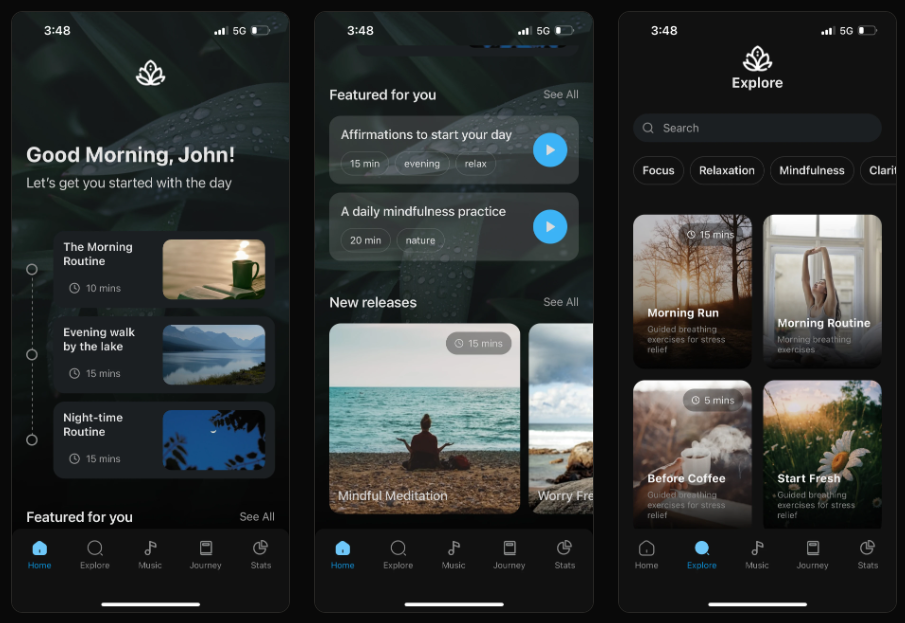 3:48
5G
Good Morning, John!
Let's get you started with the day
The Morning
Routine
10 mins
Evening walk
by the lake
15 mins
Night-time
Routine
15 mins
Featured for you
See All
Home
Explore
Music
Journey
Stats
3:48
5G
Featured for you
See All
Affirmations to start your day
15 min
evening
relax
A daily mindfulness practice
20 min
nature
New releases
See All
15 mins
Mindful Meditation
Worry Fre
Home
Explore
Music
Journey
Stats
3:48
5G
Explore
Search
Focus
Relaxation
Mindfulness
Clarit
15 mins
Morning Run
Guided breathing
exercises for stress
relief
Morning Routine
Morning breathing
exercises
5 mins
Before Coffee
Guided breathing
exercises for stress
relief
Start Fresh
Guided breathing
exercises for stress
relief
Home
Explore
Music
Journey
Stats